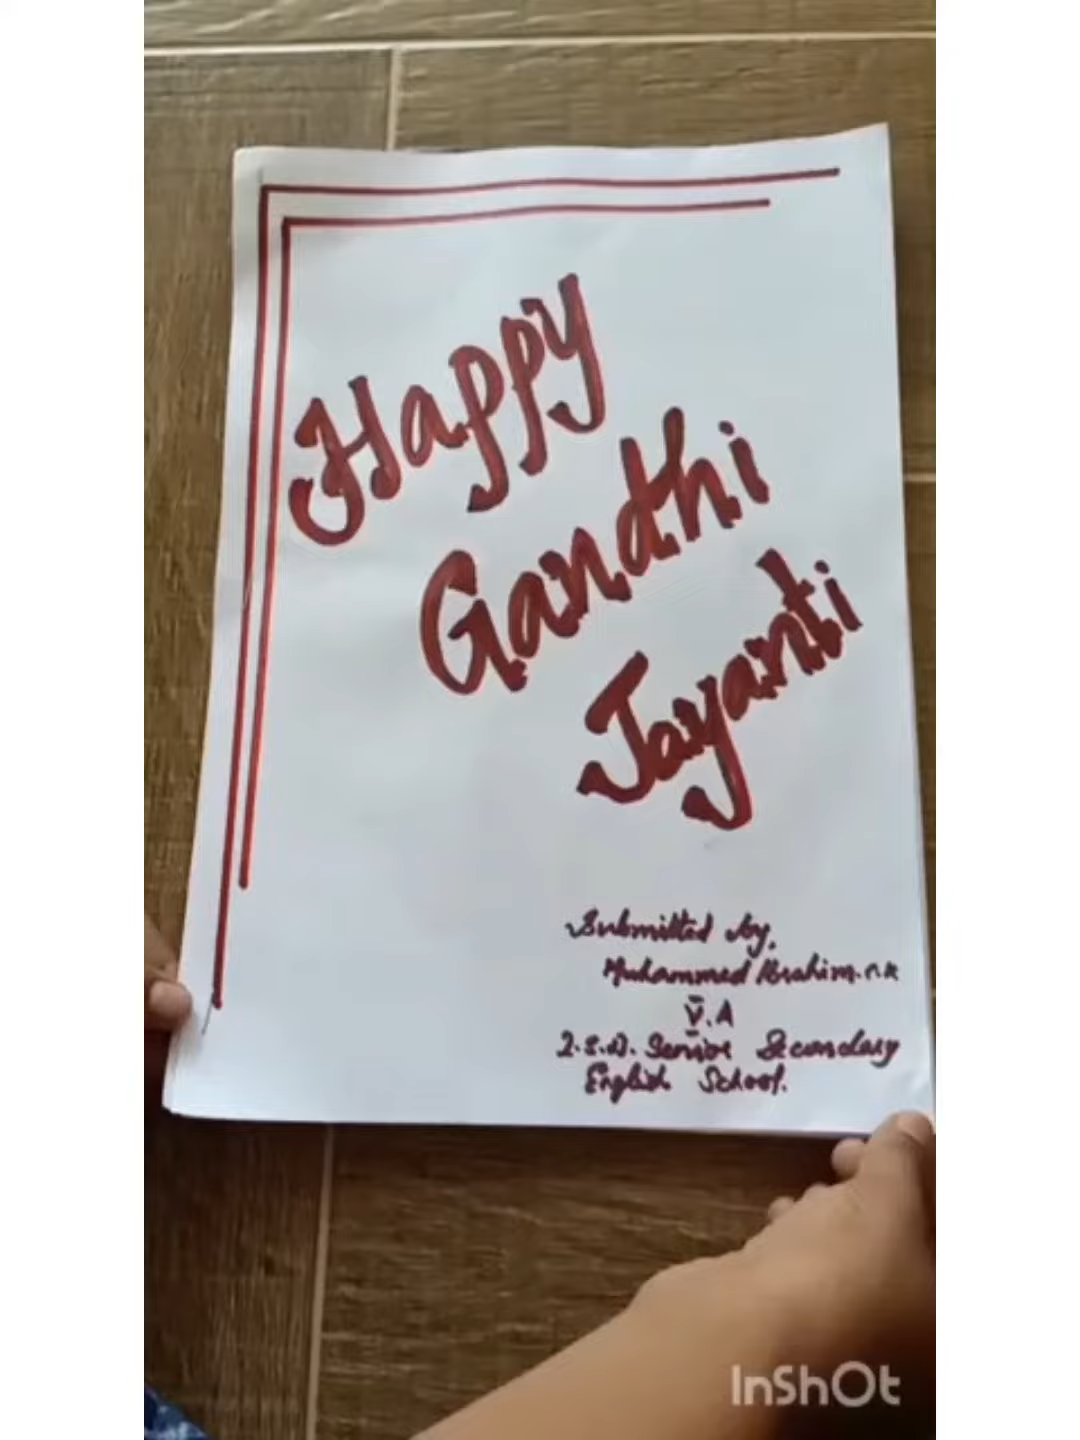 Happy
Gandhi
Jayanti
Submitted by,
Muhammed Ibrahim.n.k
V.A
Senior Secondary
English School.
InShOt